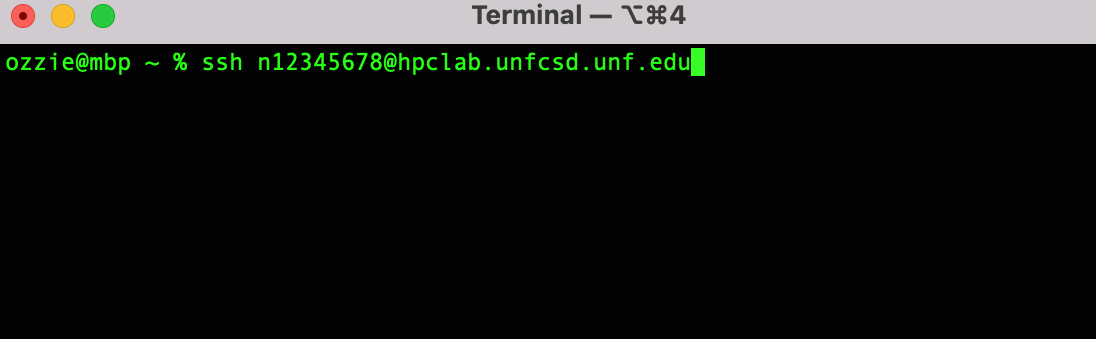 Terminal — ⌥⌘4
ozzie@mbp ~ % ssh n12345678@hpclab.unfcsd.unf.edu